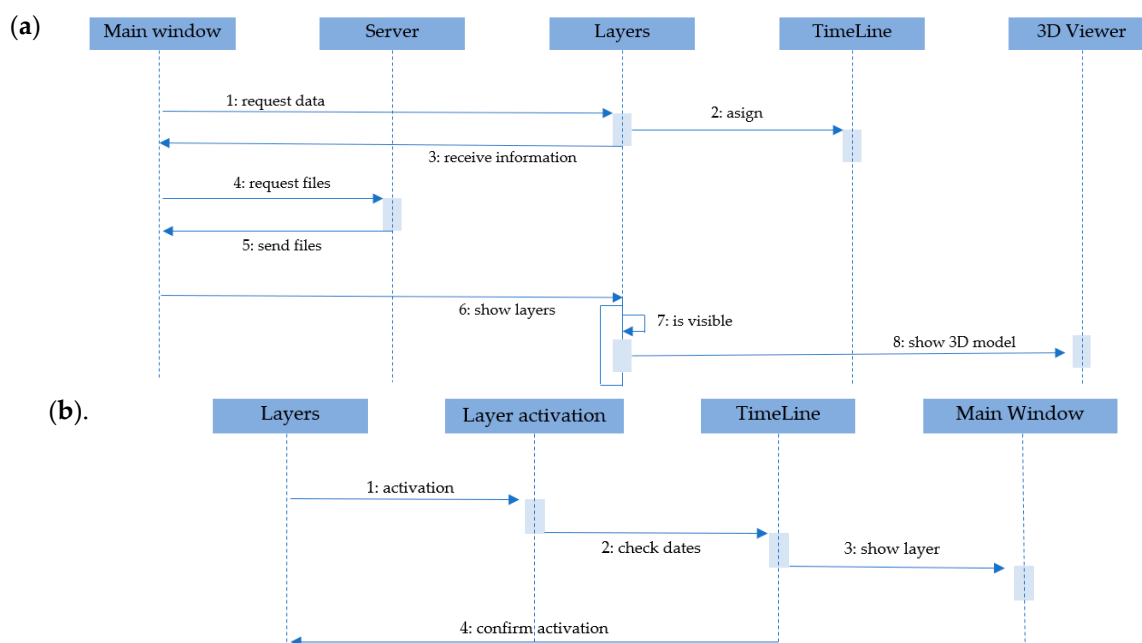 (a)
Main window
Server
Layers
TimeLine
3D Viewer
1: request data
2: asign
3: receive information
4: request files
5: send files
6: show layers
7: is visible
8: show 3D model
(b).
Layers
Layer activation
TimeLine
Main Window
1: activation
2: check dates
3: show layer
4: confirm activation